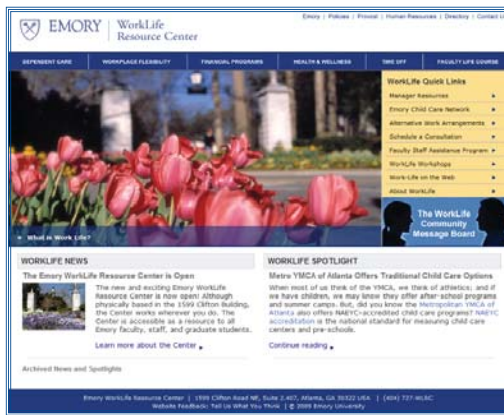 Emory | Policies | Provost | Human Resources | Directory | Contact U
EMORY | WorkLife
Resource Center
DEPENDENT CARE WORKPLACE FLEXIBILITY FINANCIAL PROGRAMS HEALTH & WELLNESS TIME OFF FACULTY LIFE COURSE
WorkLife Quick Links
Manager Resources
Emory Child Care Network
Alternative Work Arrangements
Schedule a Consultation
Faculty Staff Assistance Program
WorkLife Workshops
Work-Life on the Web
About WorkLife
The WorkLife
Community
Message Board
What is Work Life?
WORKLIFE NEWS
The Emory WorkLife Resource Center is Open
The new and exciting Emory WorkLife
Resource Center is now open! Although
physically based in the 1599 Clifton Building,
the Center works wherever you do. The
Center is accessible as a resource to all
Emory faculty, staff, and graduate students.
Learn more about the Center
Archived News and Spotlights
WORKLIFE SPOTLIGHT
Metro YMCA of Atlanta Offers Traditional Child Care Options
When most of us think of the YMCA, we think of athletics; and if
we have children, we may know they offer after-school programs
and summer camps. But, did you know the Metropolitan YMCA of
Atlanta also offers NAEYC-accredited child care programs? NAEYC
accreditation is the national standard for measuring child care
centers and pre-schools.
Continue reading
Emory WorkLife Resource Center | 1599 Clifton Road NE, Suite 2.407, Atlanta, GA 30322 USA | (404) 727-WLRC
Website Feedback: Tell Us What You Think | © 2009 Emory University